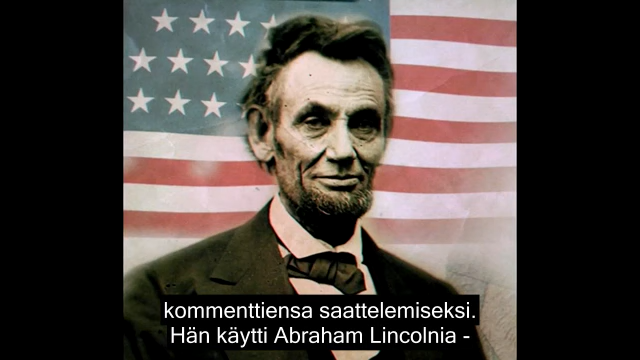 kommenttiensa saattelemiseksi.
Hän käytti Abraham Lincolnia -